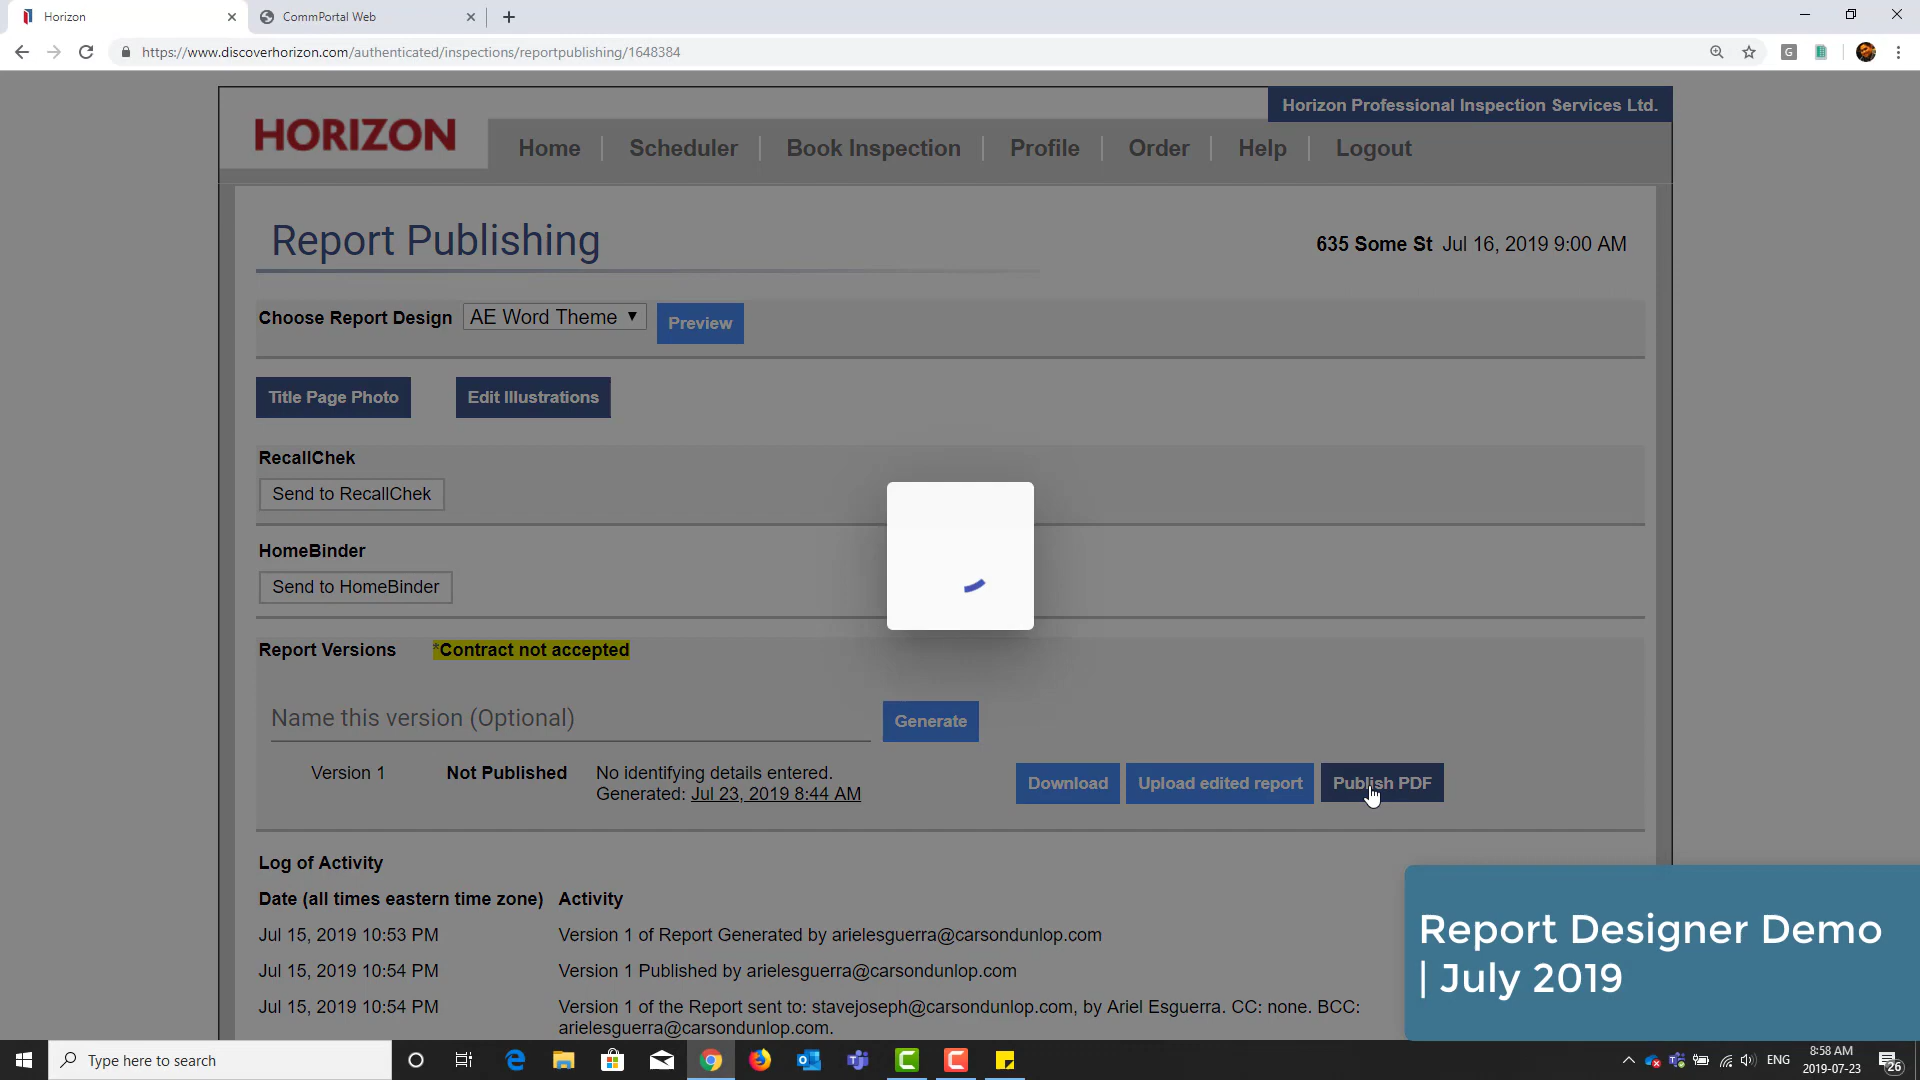 Horizon
CommPortal Web
https://www.discoverhorizon.com/authenticated/inspections/reportpublishing/1648384
G
Horizon Professional Inspection Services Ltd.
HORIZON
Home
Scheduler
Book Inspection
Profile
Order
Help
Logout
Report Publishing
635 Some St Jul 16, 2019 9:00 AM
Choose Report Design
AE Word Theme
Preview
Title Page Photo
Edit Illustrations
RecallChek
Send to RecallChek
HomeBinder
Send to HomeBinder
Report Versions
*Contract not accepted
Name this version (Optional)
Generate
Version 1
Not Published
No identifying details entered.
Generated: Jul 23, 2019 8:44 AM
Download
Upload edited report
Publish PDF
Log of Activity
Date (all times eastern time zone) Activity
Jul 15, 2019 10:53 PM Version 1 of Report Generated by arielesguerra@carsondunlop.com
Jul 15, 2019 10:54 PM Version 1 Published by arielesguerra@carsondunlop.com
Jul 15, 2019 10:54 PM Version 1 of the Report sent to: stavejoseph@carsondunlop.com, by Ariel Esguerra. CC: none. BCC:
arielesguerra@carsondunlop.com.
Report Designer Demo
| July 2019
Type here to search
ENG
8:58 AM
2019-07-23
26